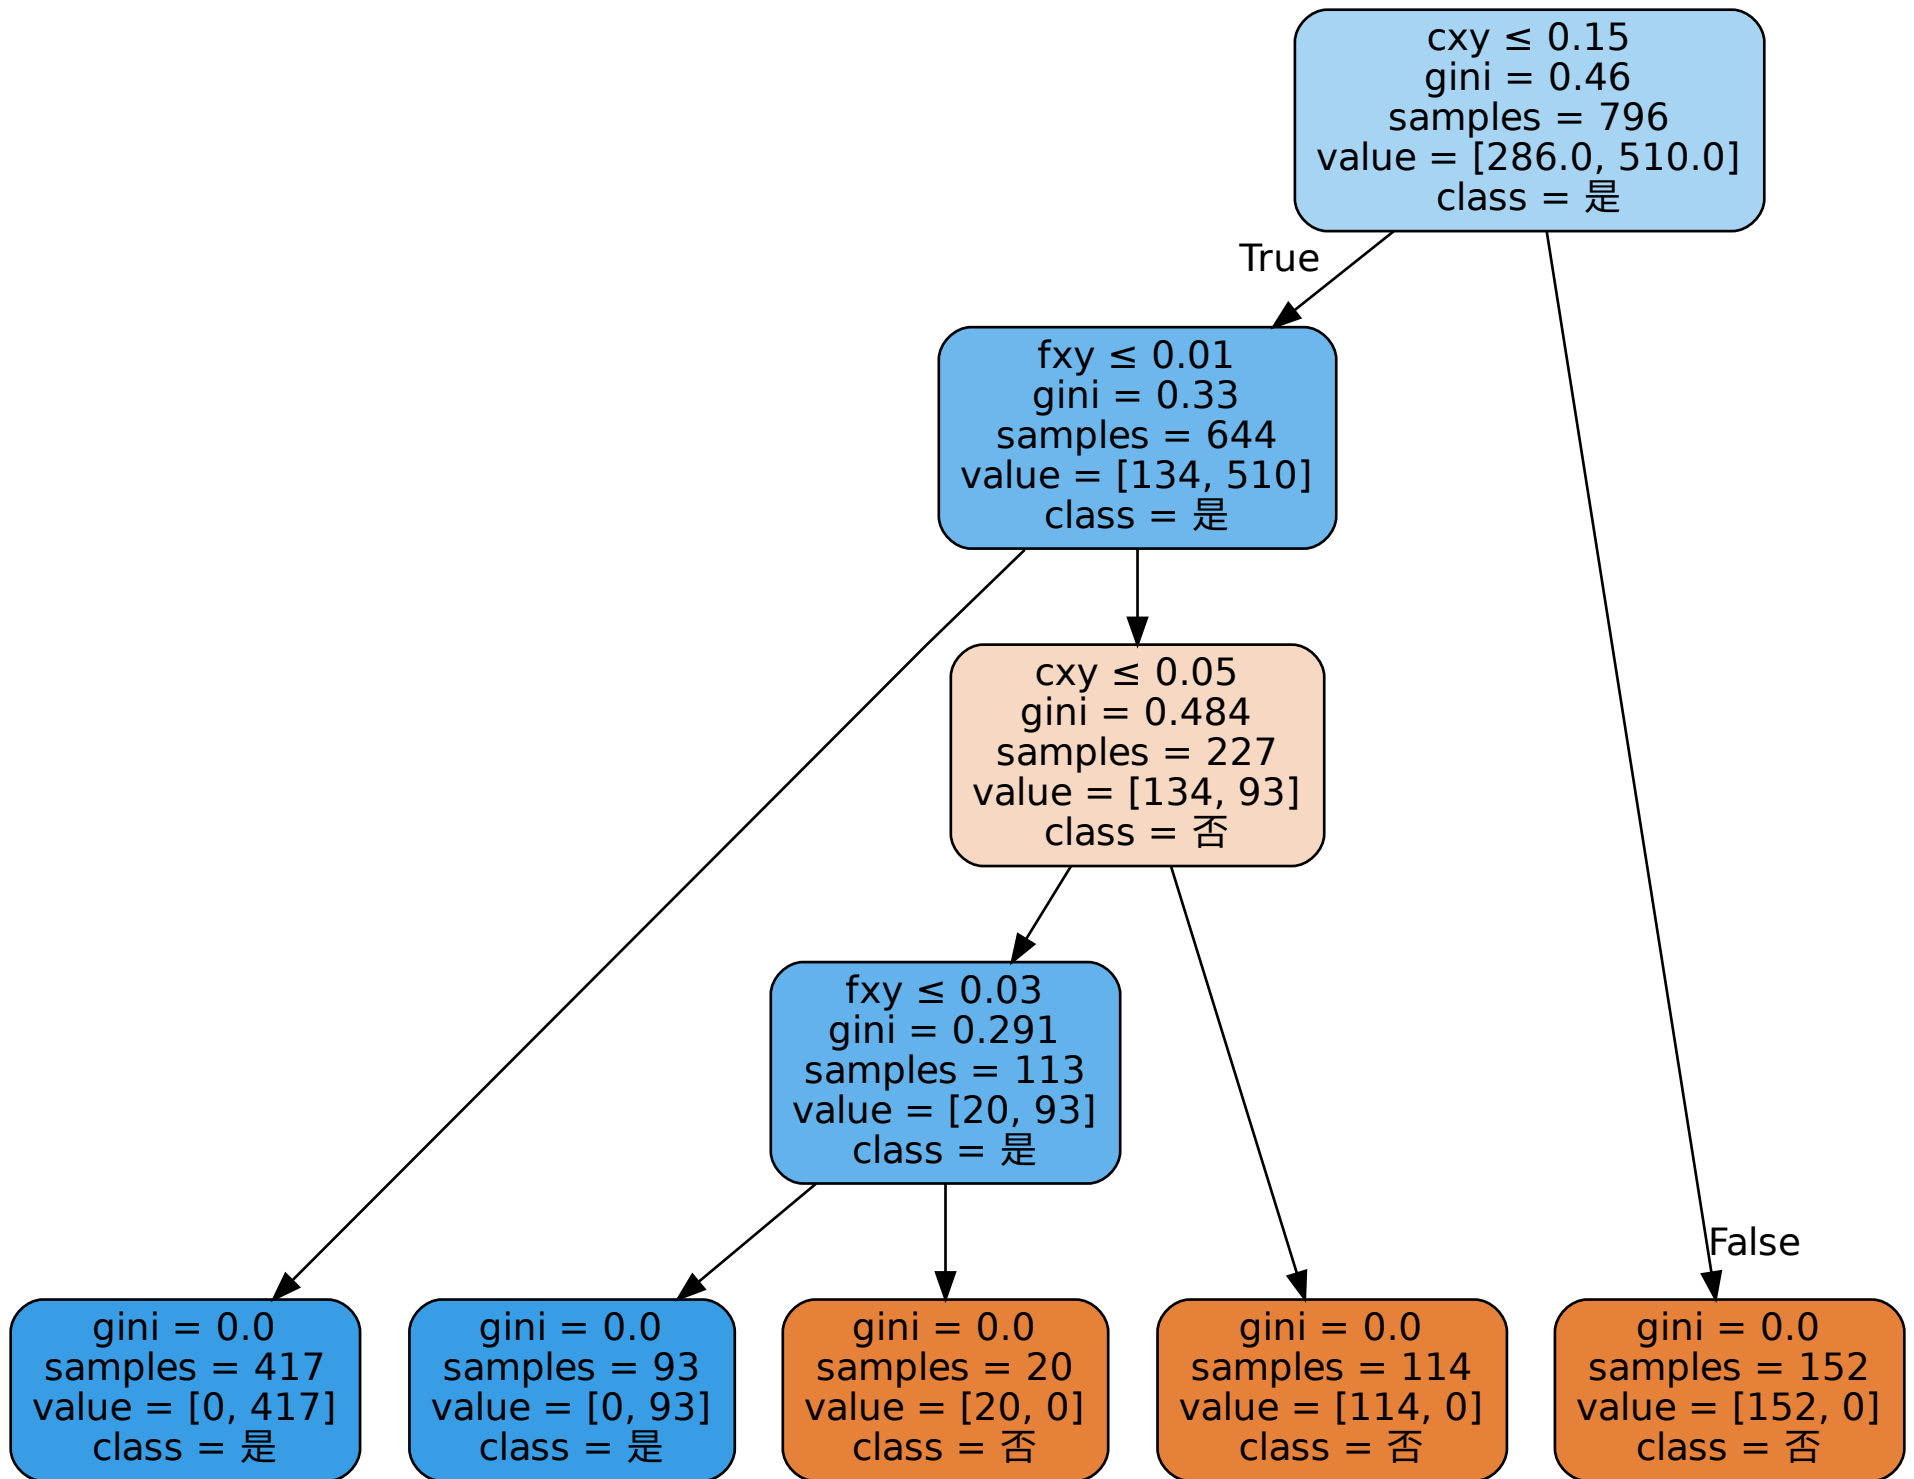 cxy ≤ 0.15
gini = 0.46
samples = 796
value = [286.0, 510.0]
class = 是
True
fxy ≤ 0.01
gini = 0.33
samples = 644
value = [134, 510]
class = 是
cxy ≤ 0.05
gini = 0.484
samples = 227
value = [134, 93]
class = 否
fxy ≤ 0.03
gini = 0.291
samples = 113
value = [20, 93]
class = 是
False
gini = 0.0
samples = 417
value = [0, 417]
class = 是
gini = 0.0
samples = 93
value = [0, 93]
class = 是
gini = 0.0
samples = 20
value = [20, 0]
class = 否
gini = 0.0
samples = 114
value = [114, 0]
class = 否
gini = 0.0
samples = 152
value = [152, 0]
class = 否